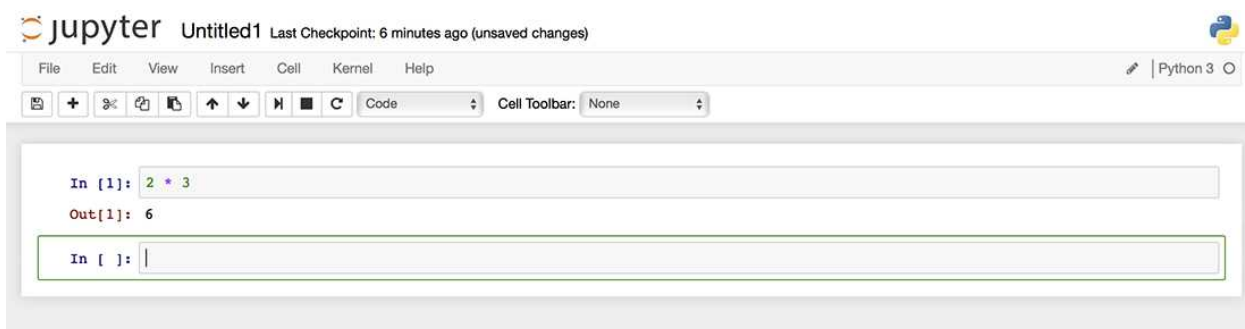 jupyter Untitled1 Last Checkpoint: 6 minutes ago (unsaved changes)
File Edit View Insert Cell Kernel Help Python 3
Code Cell Toolbar: None
In [1]: 2 * 3
Out[1]: 6
In [ ]: